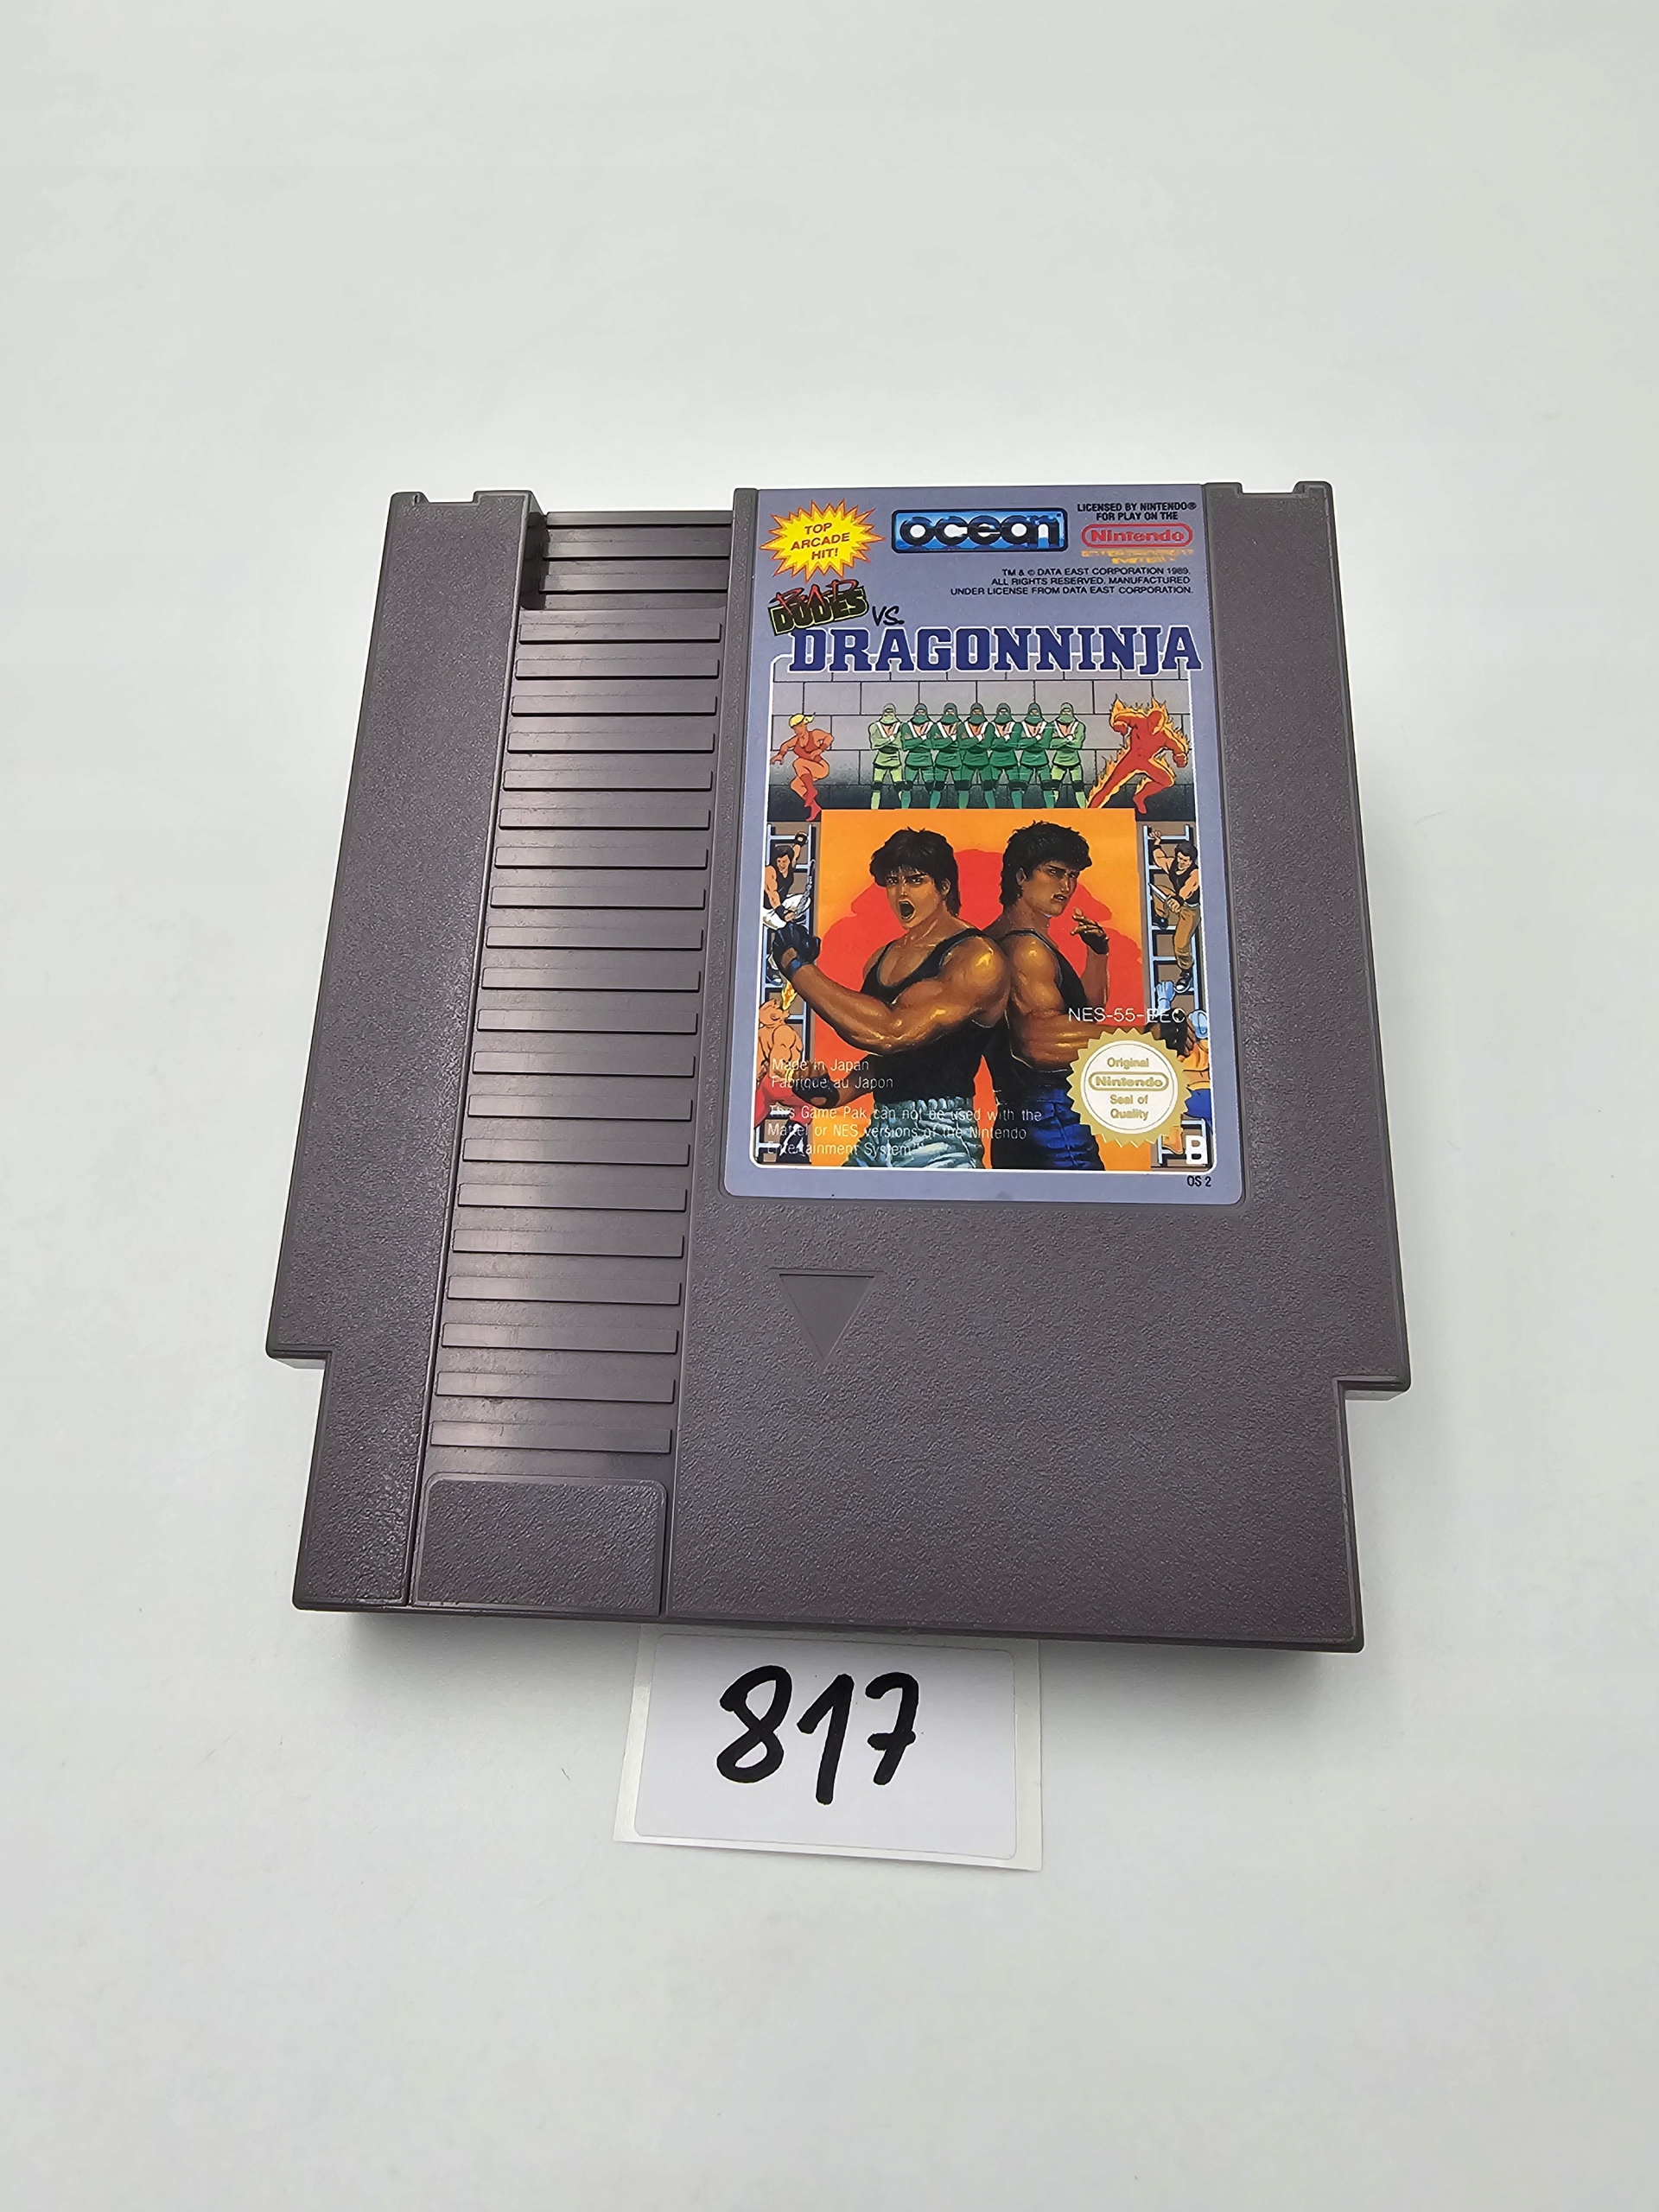 TOP
ARCADE
HIT!
ocean
LICENSED BY NINTENDO®
FOR PLAY ON THE
Nintendo
TM & © DATA EAST CORPORATION 1989.
ALL RIGHTS RESERVED. MANUFACTURED
UNDER LICENSE FROM DATA EAST CORPORATION.
BAD
DUDES VS.
DRAGONNINJA
NES-55-EEC
Made in Japan
Fabriqué au Japon
This Game Pak can not be used with the
Mattel or NES versions of the Nintendo
Entertainment System™.
Original
Nintendo
Seal of
Quality
B
OS 2
817